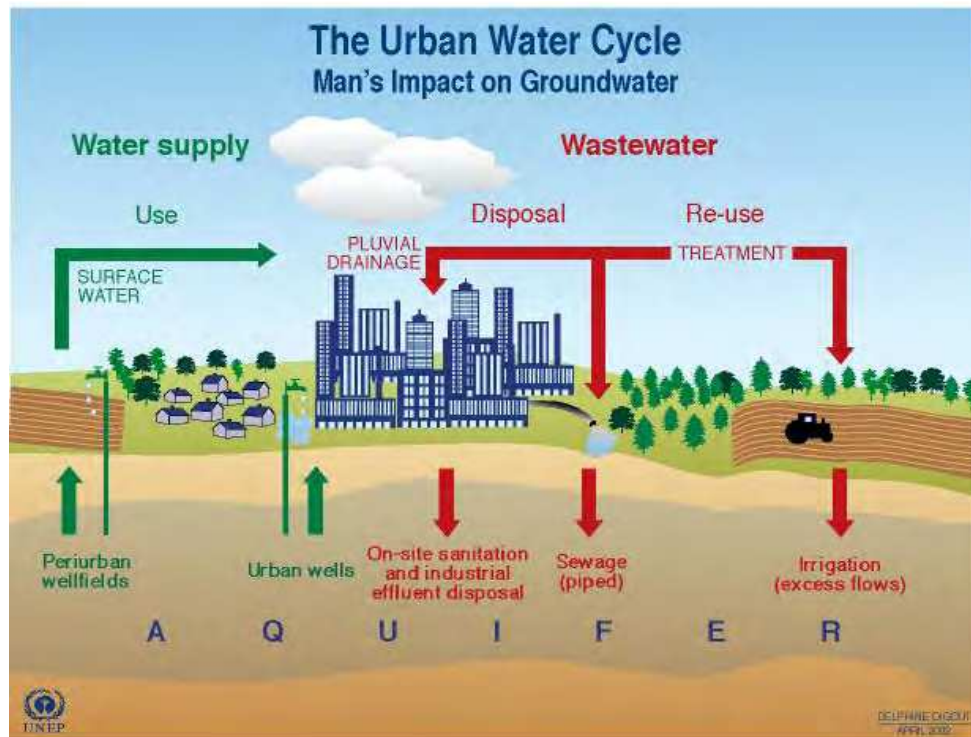 The Urban Water Cycle
Man's Impact on Groundwater
Water supply
Wastewater
Use
Disposal
Re-use
PLUVIAL
DRAINAGE
TREATMENT
SURFACE
WATER
Periurban
wellfields
Urban wells
On-site sanitation
and industrial
effluent disposal
Sewage
(piped)
Irrigation
(excess flows)
A Q U I F E R
UNEP
APRIL 2002